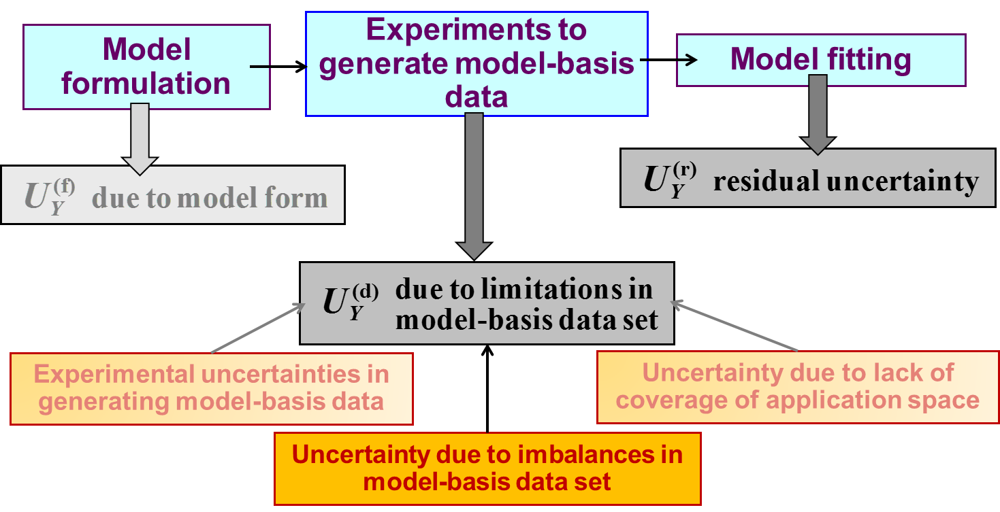 Model
formulation
Experiments to
generate model-basis
data
Model fitting
U_Y^(f) due to model form
U_Y^(r) residual uncertainty
U_Y^(d) due to limitations in
model-basis data set
Experimental uncertainties in
generating model-basis data
Uncertainty due to lack of
coverage of application space
Uncertainty due to imbalances in
model-basis data set